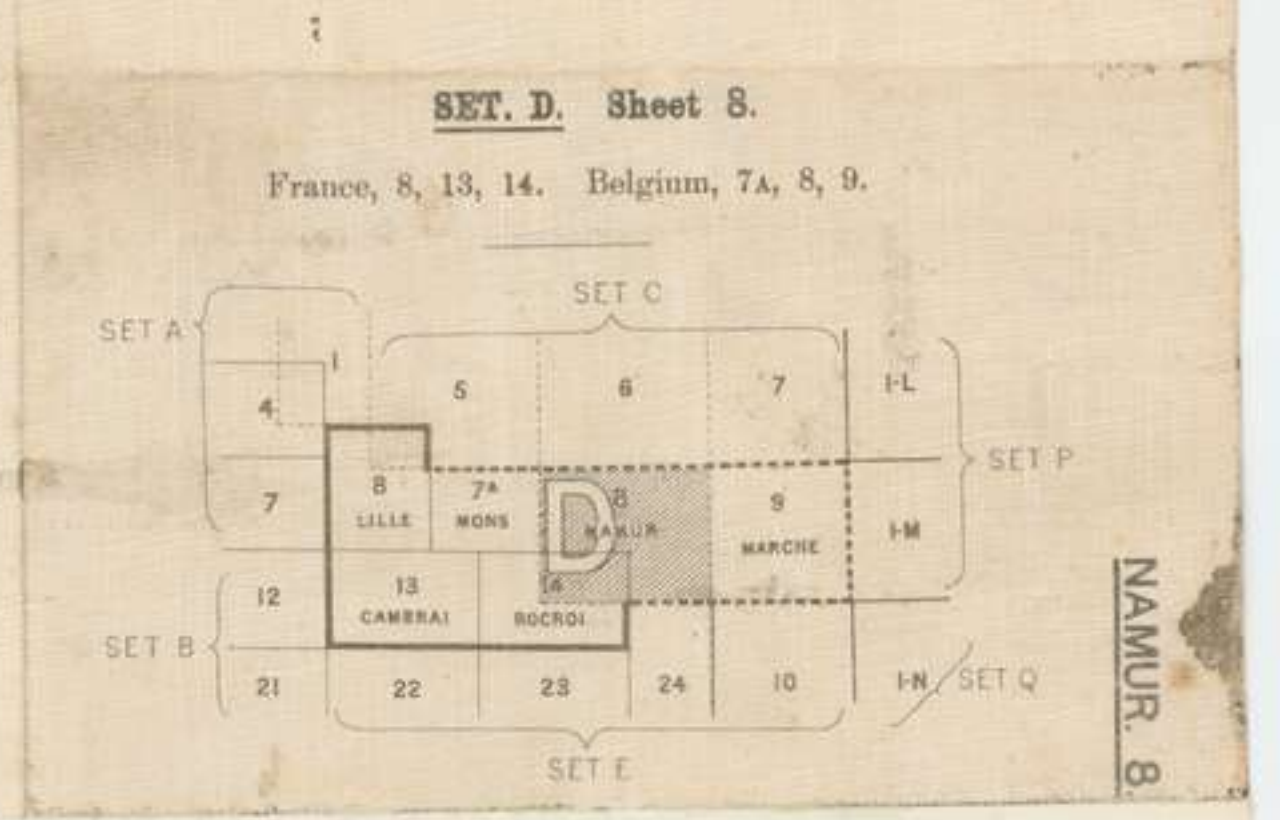 SET. D. Sheet 8.
France, 8, 13, 14. Belgium, 7A, 8, 9.
SET C
SET A
1
4
5
6
7
I-L
SET P
7
8
LILLE
7A
MONS
D
8
NAMUR
9
MARCHE
I-M
12
13
CAMBRAI
14
ROCROI
SET B
21
22
23
24
10
I-N
SET Q
SET E
NAMUR. 8.